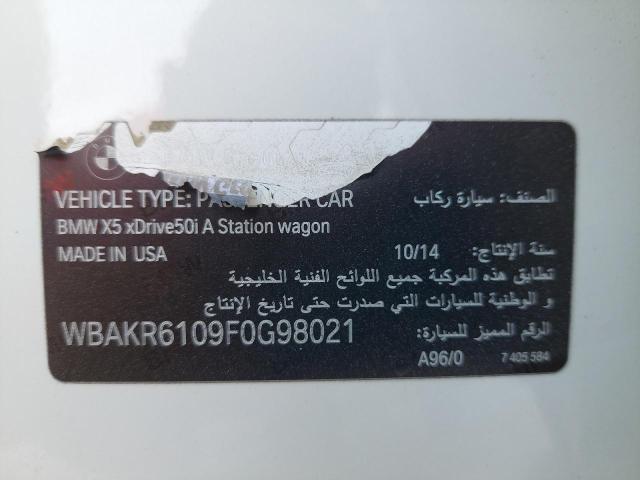 VEHICLE TYPE: PASSENGER CAR الصنف: سيارة ركاب
BMW X5 xDrive50i A Station wagon
MADE IN USA 10/14 سنة الإنتاج:
تطابق هذه المركبة جميع اللوائح الفنية الخليجية
و الوطنية للسيارات التي صدرت حتى تاريخ الإنتاج
WBAKR6109F0G98021 الرقم المميز للسيارة:
A96/0 7 405 584